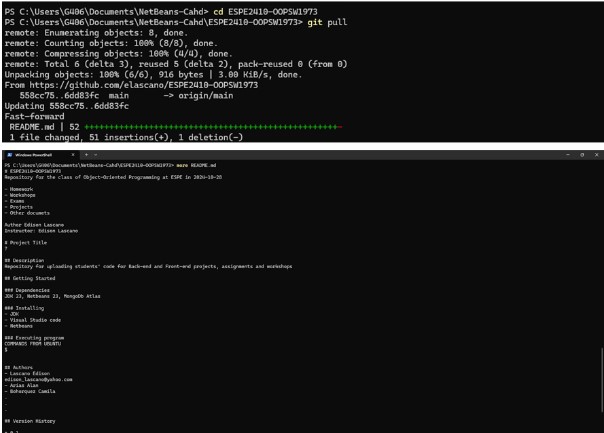 PS C:\Users\G406\Documents\NetBeans-Cahd> cd ESPE2410-OOPSW1973
PS C:\Users\G406\Documents\NetBeans-Cahd\ESPE2410-OOPSW1973> git pull
remote: Enumerating objects: 8, done.
remote: Counting objects: 100% (8/8), done.
remote: Compressing objects: 100% (4/4), done.
remote: Total 6 (delta 3), reused 5 (delta 2), pack-reused 0 (from 0)
Unpacking objects: 100% (6/6), 916 bytes | 3.00 KiB/s, done.
From https://github.com/elascano/ESPE2410-OOPSW1973
558cc75..6dd83fc main -> origin/main
Updating 558cc75..6dd83fc
Fast-forward
README.md | 52 +++++++++++++++++++++++++++++++++++++++++++++++++++-
1 file changed, 51 insertions(+), 1 deletion(-)
Windows PowerShell
PS C:\Users\G406\Documents\NetBeans-Cahd\ESPE2410-OOPSW1973> more README.md
# ESPE2410-OOPSW1973
Repository for the class of Object-Oriented Programming at ESPE in 2024-10-28
- Homework
- Workshops
- Exams
- Projects
- Other documets
Author Edison Lascano
Instructor: Edison Lascano
# Project Title
?
## Description
Repository for uploading students' code for Back-end and Front-end projects, assignments and workshops
## Getting Started
### Dependencies
JDK 23, Netbeans 23, MongoDb Atlas
### Installing
- JDK
- Visual Studio code
- Netbeans
### Executing program
COMMANDS FROM UBUNTU
$
## Authors
- Lascano Edison
edison_lascano@yahoo.com
- Arias Alan
- Bohorquez Camila
.
.
.
## Version History